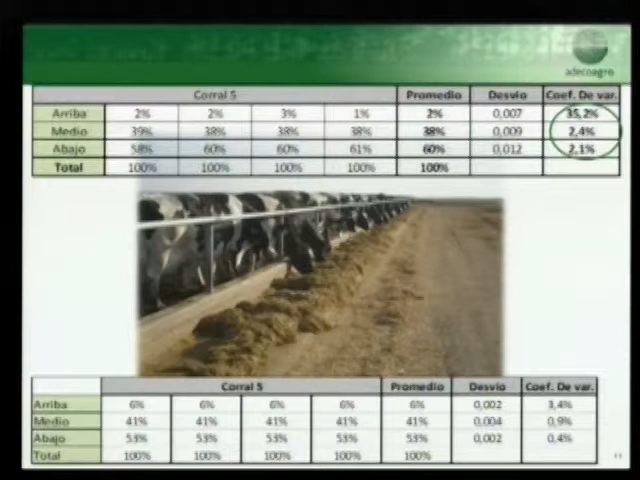 adecoagro
Corral 5 Promedio Desvio Coef. De var.
Arriba 2% 2% 3% 1% 2% 0,007 35,2%
Medio 39% 38% 38% 38% 38% 0,009 2,4%
Abajo 58% 60% 60% 61% 60% 0,012 2,1%
Total 100% 100% 100% 100% 100%
Corral 5 Promedio Desvio Coef. De var.
Arriba 6% 6% 6% 6% 6% 0,002 3,4%
Medio 41% 41% 41% 41% 41% 0,004 0,9%
Abajo 53% 53% 53% 53% 53% 0,002 0,4%
Total 100% 100% 100% 100% 100%